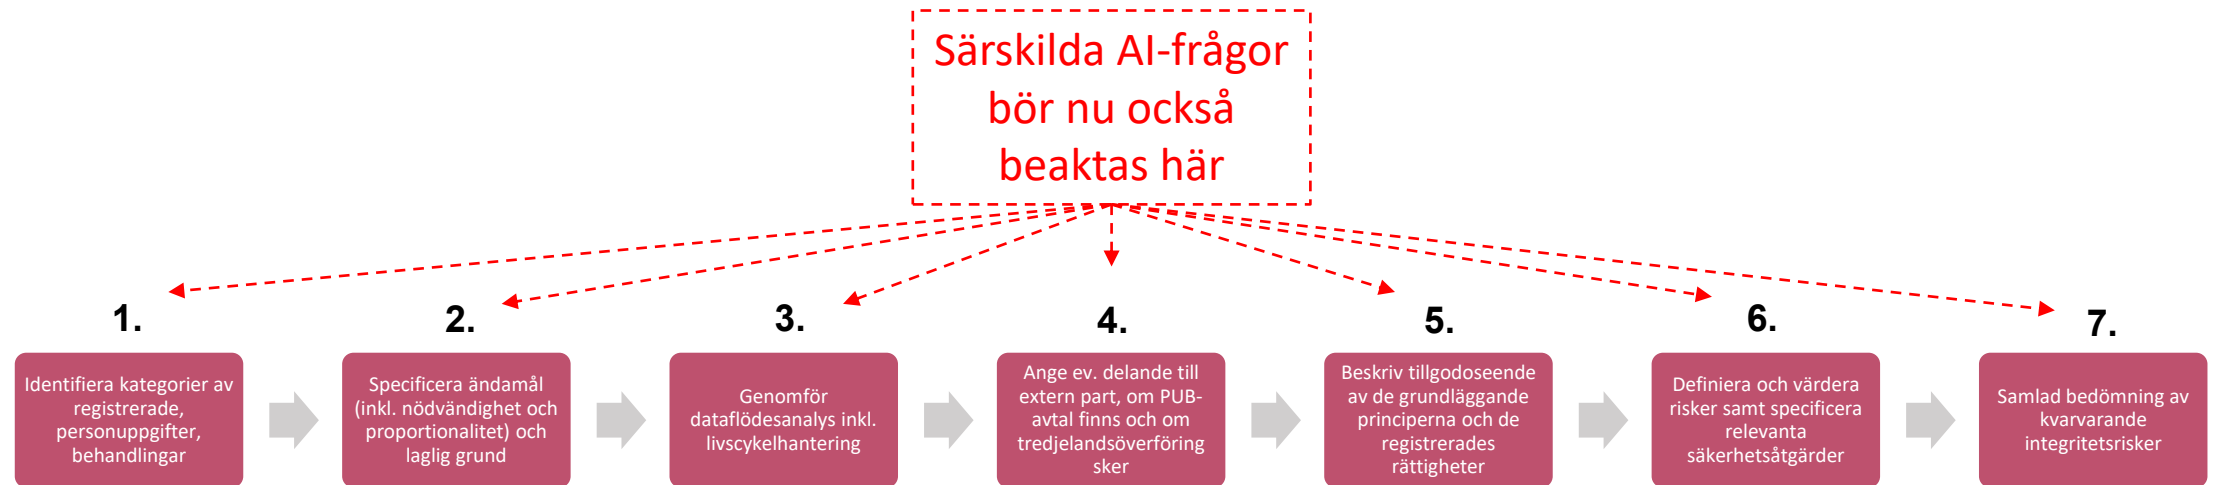 Särskilda AI-frågor
bör nu också
beaktas här
1.
Identifiera kategorier av
registrerade,
personuppgifter,
behandlingar
2.
Specificera ändamål
(inkl. nödvändighet och
proportionalitet) och
laglig grund
3.
Genomför
dataflödesanalys inkl.
livscykelhantering
4.
Ange ev. delande till
extern part, om PUB-
avtal finns och om
tredjelandsöverföring
sker
5.
Beskriv tillgodoseende
av de grundläggande
principerna och de
registrerades
rättigheter
6.
Definiera och värdera
risker samt specificera
relevanta
säkerhetsåtgärder
7.
Samlad bedömning av
kvarvarande
integritetsrisker